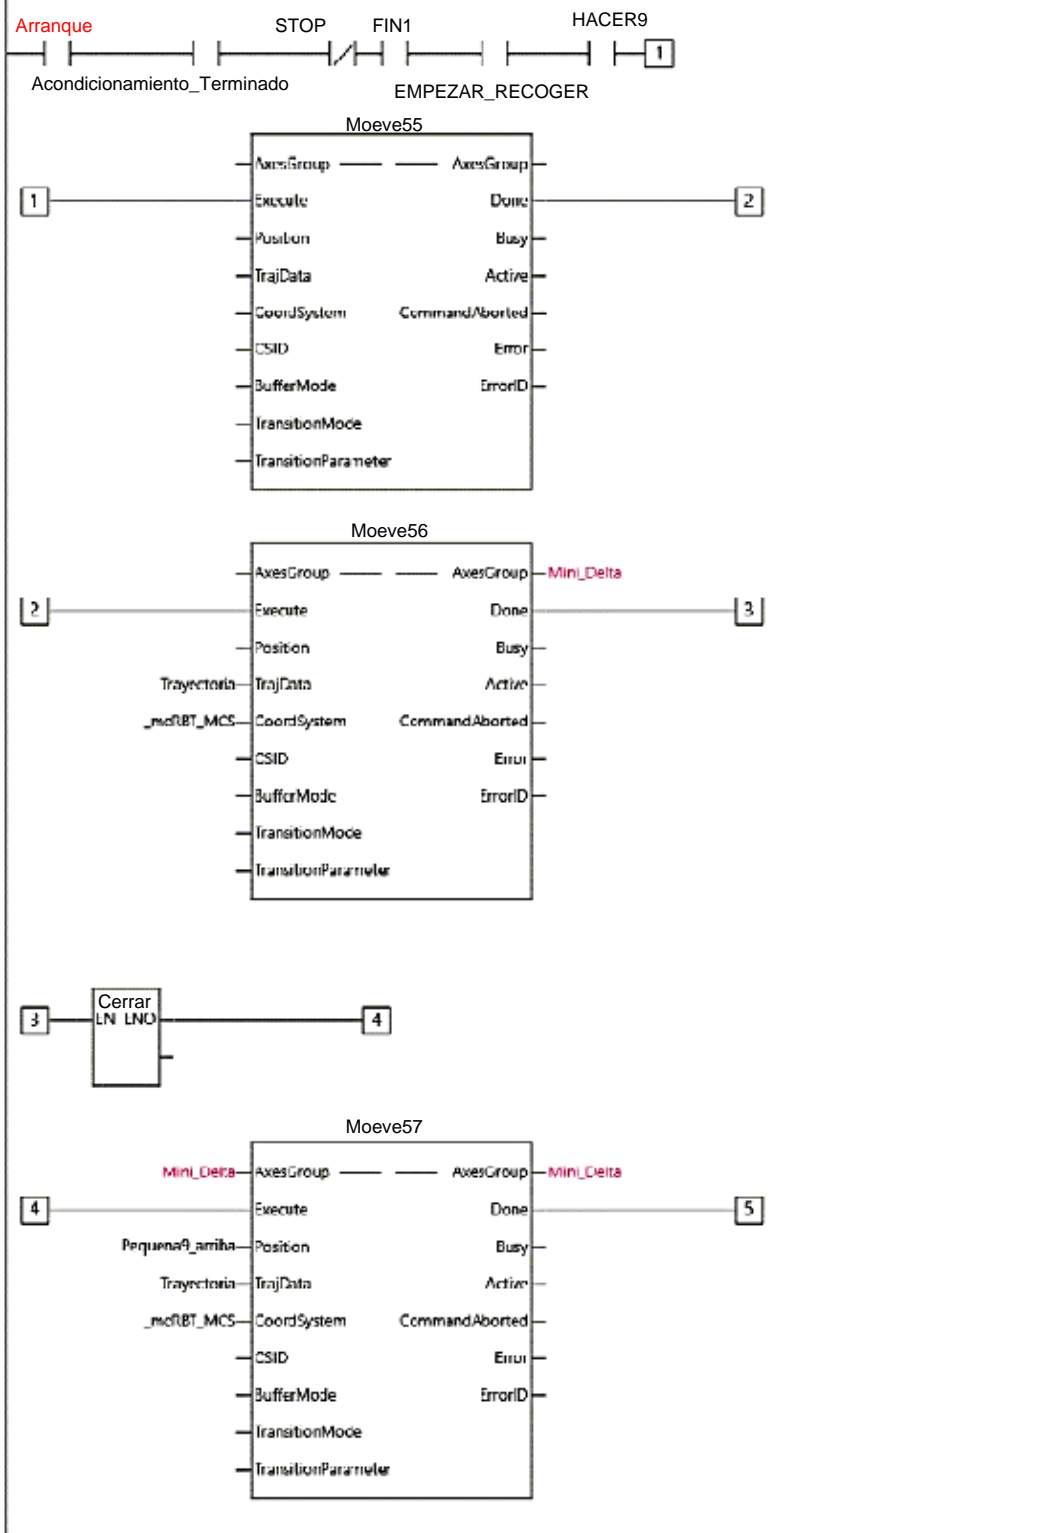 Arranque STOP FIN1 HACER9
1
Acondicionamiento_Terminado EMPEZAR_RECOGER
Moeve55
AxesGroup AxesGroup
1 Execute Done 2
Position Busy
TrajData Active
CoordSystem CommandAborted
CSID Error
BufferMode ErrorID
TransitionMode
TransitionParameter
Moeve56
AxesGroup AxesGroup Mini_Delta
2 Execute Done 3
Position Busy
Trayectoria TrajData Active
_mcRBT_MCS CoordSystem CommandAborted
CSID Error
BufferMode ErrorID
TransitionMode
TransitionParameter
Cerrar
3 EN ENO 4
Moeve57
Mini_Delta AxesGroup AxesGroup Mini_Delta
4 Execute Done 5
Pequena9_arriba Position Busy
Trayectoria TrajData Active
_mcRBT_MCS CoordSystem CommandAborted
CSID Error
BufferMode ErrorID
TransitionMode
TransitionParameter